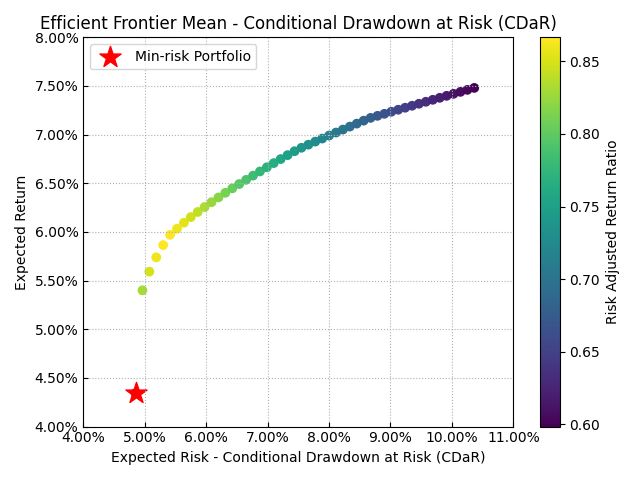 Efficient Frontier Mean - Conditional Drawdown at Risk (CDaR)
Min-risk Portfolio
8.00%
7.50%
7.00%
6.50%
6.00%
5.50%
5.00%
4.50%
4.00%
Expected Return
4.00% 5.00% 6.00% 7.00% 8.00% 9.00% 10.00% 11.00%
Expected Risk - Conditional Drawdown at Risk (CDaR)
0.85
0.80
0.75
0.70
0.65
0.60
Risk Adjusted Return Ratio